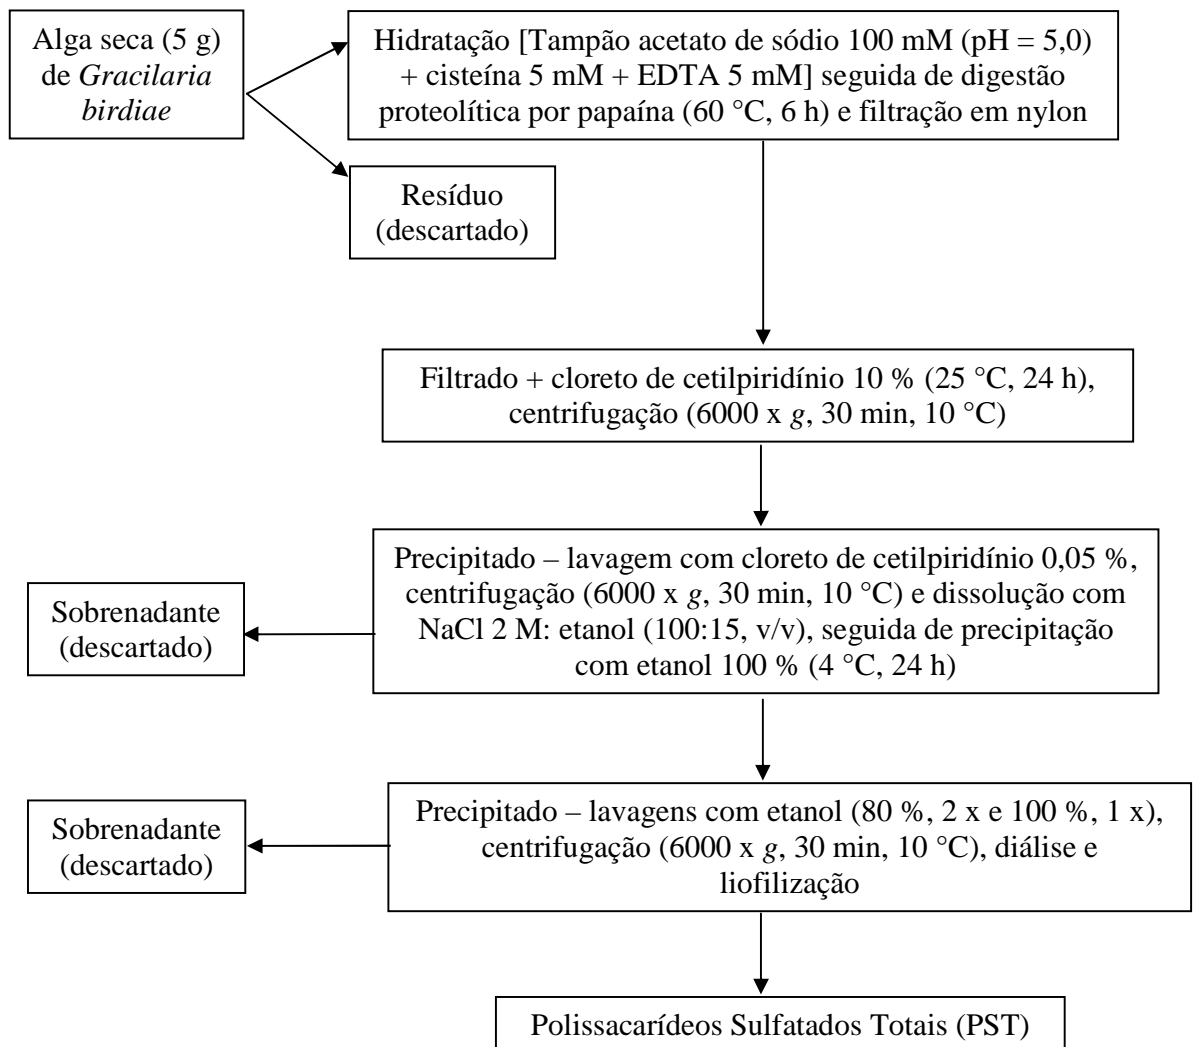 Alga seca (5 g)
de Gracilaria
birdiae
Hidratação [Tampão acetato de sódio 100 mM (pH = 5,0)
+ cisteína 5 mM + EDTA 5 mM] seguida de digestão
proteolítica por papaína (60 °C, 6 h) e filtração em nylon
Resíduo
(descartado)
Filtrado + cloreto de cetilpiridínio 10 % (25 °C, 24 h),
centrifugação (6000 x g, 30 min, 10 °C)
Precipitado – lavagem com cloreto de cetilpiridínio 0,05 %,
centrifugação (6000 x g, 30 min, 10 °C) e dissolução com
NaCl 2 M: etanol (100:15, v/v), seguida de precipitação
com etanol 100 % (4 °C, 24 h)
Sobrenadante
(descartado)
Precipitado – lavagens com etanol (80 %, 2 x e 100 %, 1 x),
centrifugação (6000 x g, 30 min, 10 °C), diálise e
liofilização
Sobrenadante
(descartado)
Polissacarídeos Sulfatados Totais (PST)